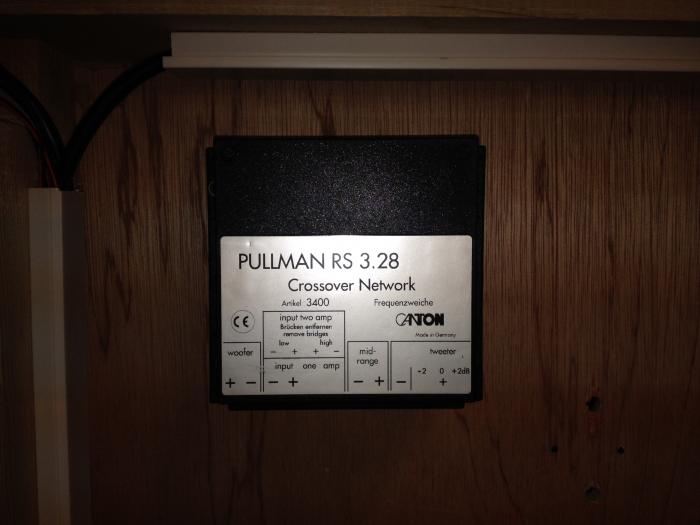 PULLMAN RS 3.28
Crossover Network
Artikel 3400 Frequenzweiche
CE
CANTON
Made in Germany
input two amp
Brücken entfernen
remove bridges
low high
− + + −
woofer
+ −
input one amp
− +
mid-
range
− +
tweeter
−2 0 +2dB
− +